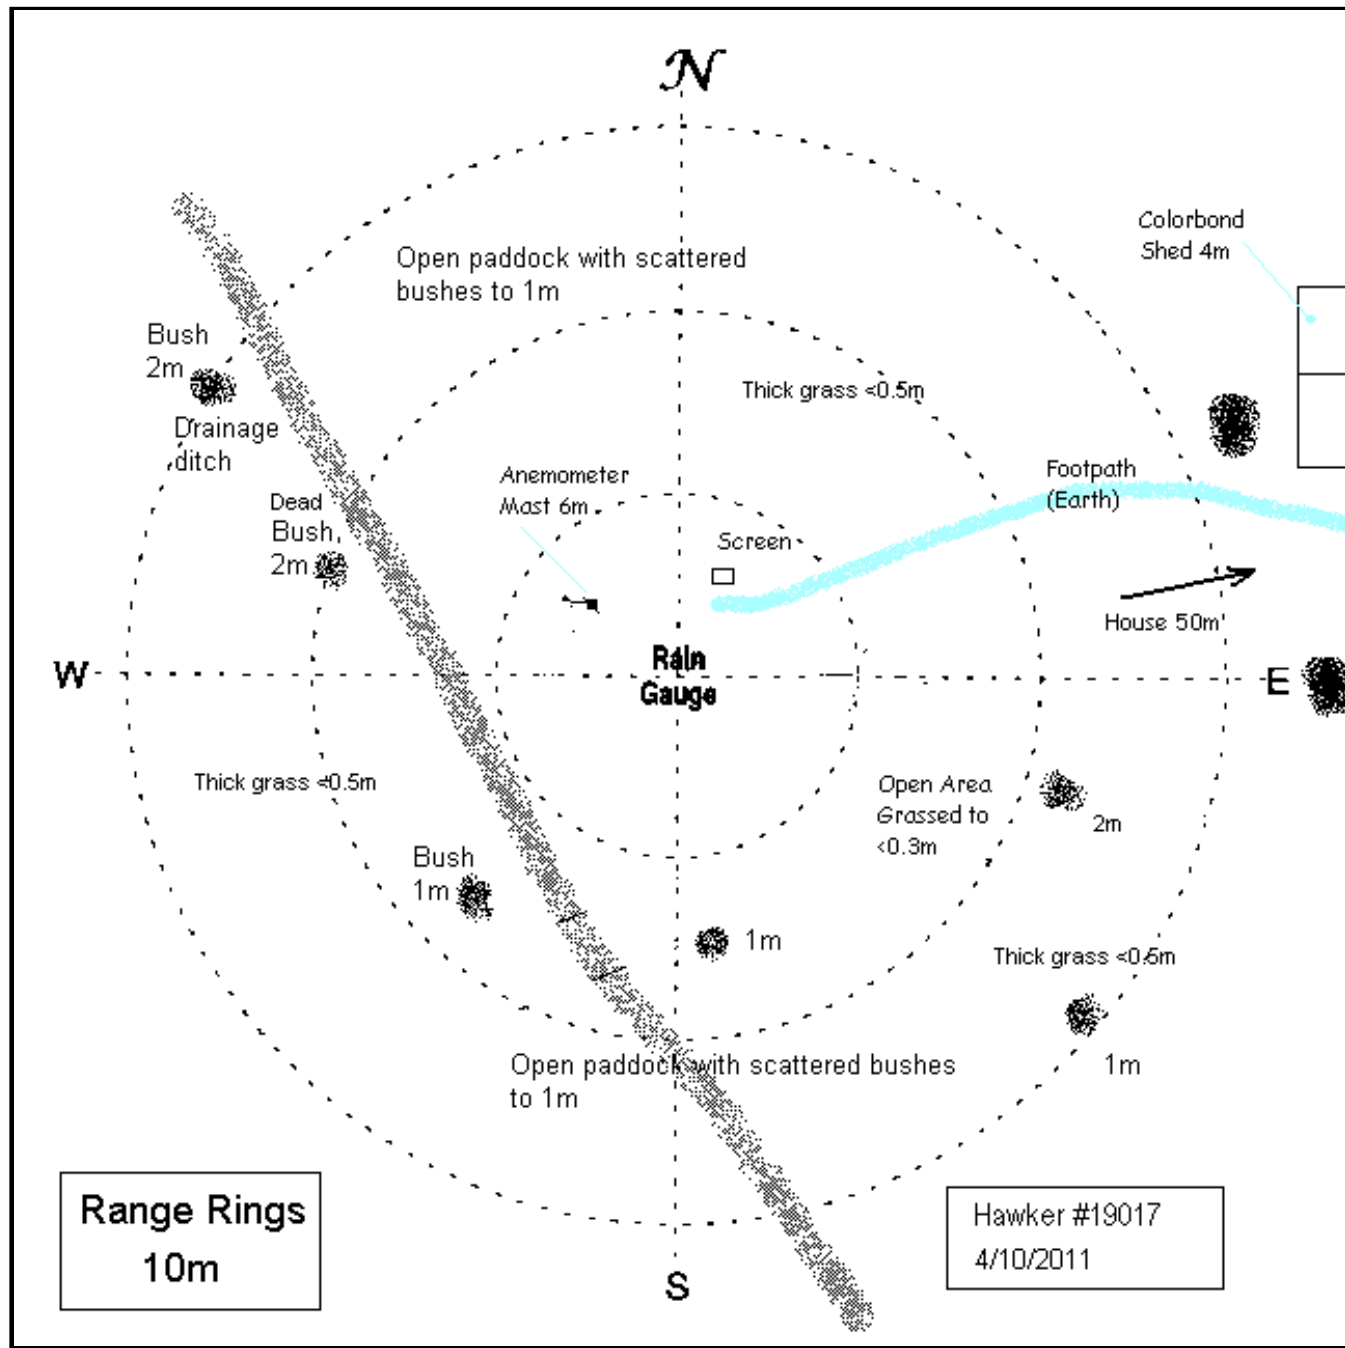 N
Colorbond
Shed 4m
Open paddock with scattered
bushes to 1m
Bush
2m
Thick grass <0.5m
Drainage
ditch
Footpath
(Earth)
Anemometer
Mast 6m
Dead
Bush
2m
Screen
House 50m
W
Rain
Gauge
E
Thick grass <0.5m
Open Area
Grassed to
<0.3m
2m
Bush
1m
1m
Thick grass <0.5m
1m
Open paddock with scattered bushes
to 1m
Range Rings
10m
Hawker #19017
4/10/2011
S